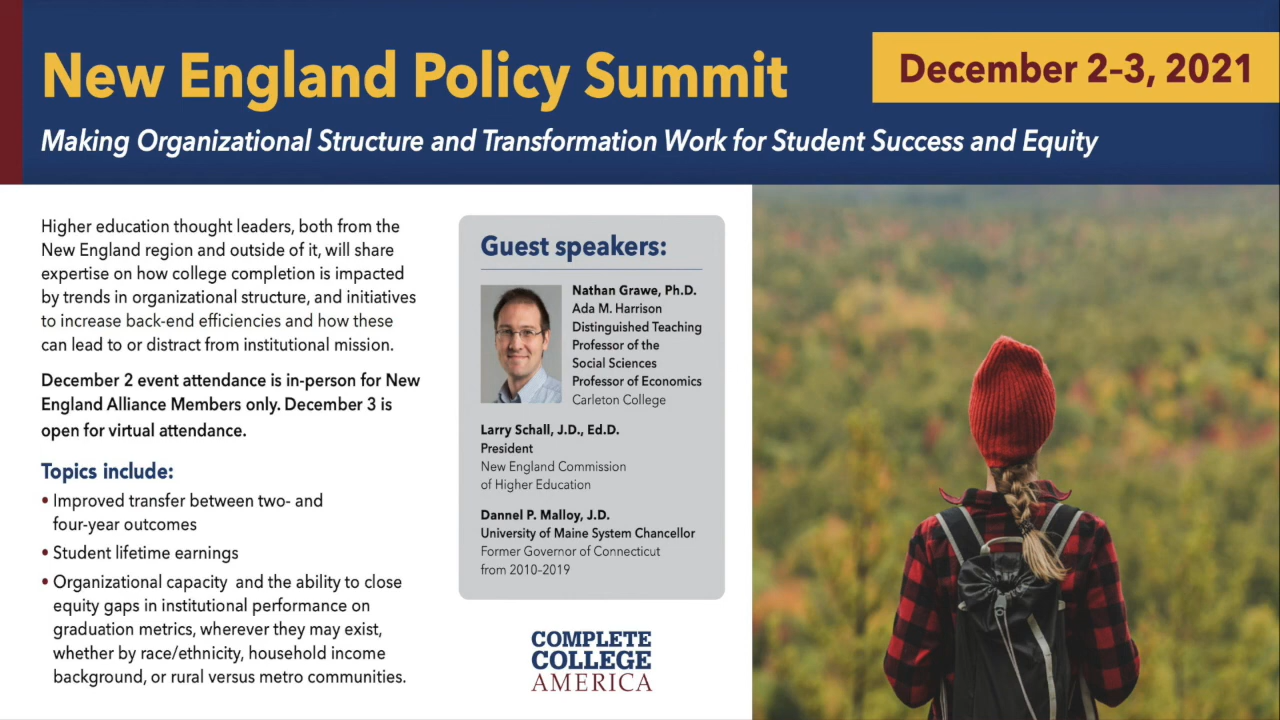 New England Policy Summit
December 2-3, 2021
Making Organizational Structure and Transformation Work for Student Success and Equity
Higher education thought leaders, both from the
New England region and outside of it, will share
expertise on how college completion is impacted
by trends in organizational structure, and initiatives
to increase back-end efficiencies and how these
can lead to or distract from institutional mission.
December 2 event attendance is in-person for New
England Alliance Members only. December 3 is
open for virtual attendance.
Topics include:
• Improved transfer between two- and
four-year outcomes
• Student lifetime earnings
• Organizational capacity and the ability to close
equity gaps in institutional performance on
graduation metrics, wherever they may exist,
whether by race/ethnicity, household income
background, or rural versus metro communities.
Guest speakers:
Nathan Grawe, Ph.D.
Ada M. Harrison
Distinguished Teaching
Professor of the
Social Sciences
Professor of Economics
Carleton College
Larry Schall, J.D., Ed.D.
President
New England Commission
of Higher Education
Dannel P. Malloy, J.D.
University of Maine System Chancellor
Former Governor of Connecticut
from 2010-2019
COMPLETE
COLLEGE
AMERICA